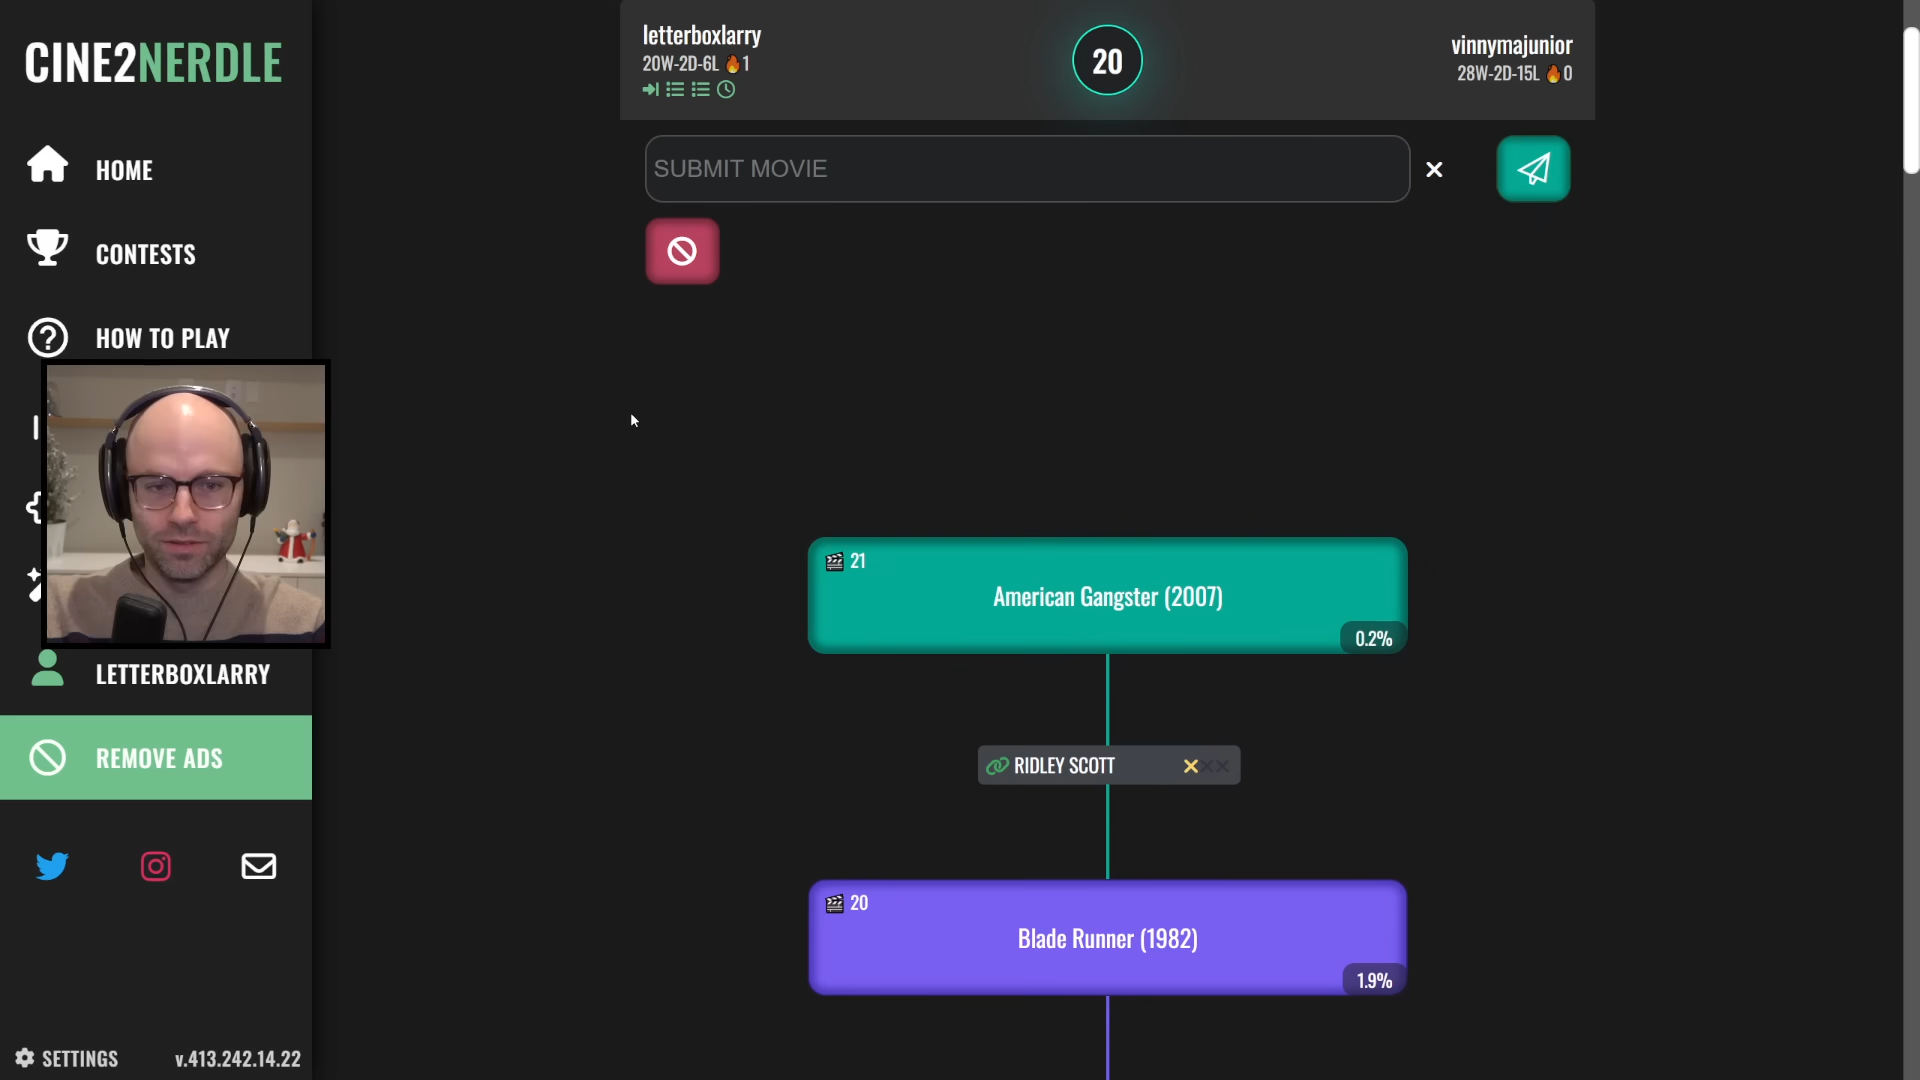 CINE2NERDLE
HOME
CONTESTS
HOW TO PLAY
LETTERBOXLARRY
REMOVE ADS
SETTINGS
v.413.242.14.22
letterboxlarry
20W-2D-6L 🔥1
20
vinnymajunior
28W-2D-15L 🔥0
SUBMIT MOVIE
21
American Gangster (2007)
0.2%
RIDLEY SCOTT
20
Blade Runner (1982)
1.9%